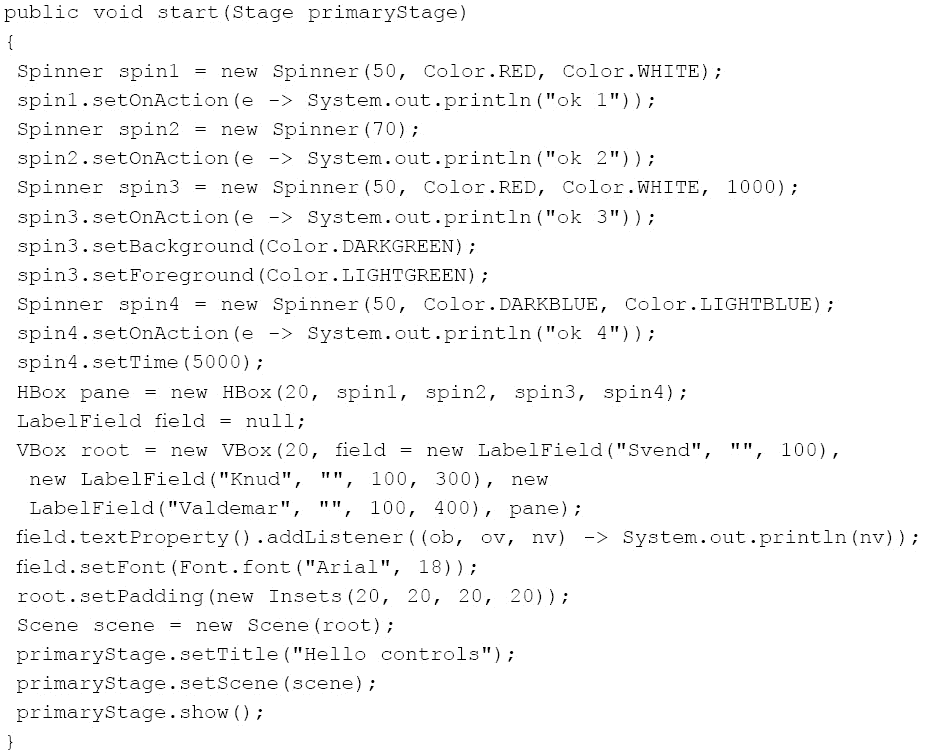 public void start(Stage primaryStage)
{
 Spinner spin1 = new Spinner(50, Color.RED, Color.WHITE);
 spin1.setOnAction(e -> System.out.println("ok 1"));
 Spinner spin2 = new Spinner(70);
 spin2.setOnAction(e -> System.out.println("ok 2"));
 Spinner spin3 = new Spinner(50, Color.RED, Color.WHITE, 1000);
 spin3.setOnAction(e -> System.out.println("ok 3"));
 spin3.setBackground(Color.DARKGREEN);
 spin3.setForeground(Color.LIGHTGREEN);
 Spinner spin4 = new Spinner(50, Color.DARKBLUE, Color.LIGHTBLUE);
 spin4.setOnAction(e -> System.out.println("ok 4"));
 spin4.setTime(5000);
 HBox pane = new HBox(20, spin1, spin2, spin3, spin4);
 LabelField field = null;
 VBox root = new VBox(20, field = new LabelField("Svend", "", 100),
  new LabelField("Knud", "", 100, 300), new
  LabelField("Valdemar", "", 100, 400), pane);
 field.textProperty().addListener((ob, ov, nv) -> System.out.println(nv));
 field.setFont(Font.font("Arial", 18));
 root.setPadding(new Insets(20, 20, 20, 20));
 Scene scene = new Scene(root);
 primaryStage.setTitle("Hello controls");
 primaryStage.setScene(scene);
 primaryStage.show();
}